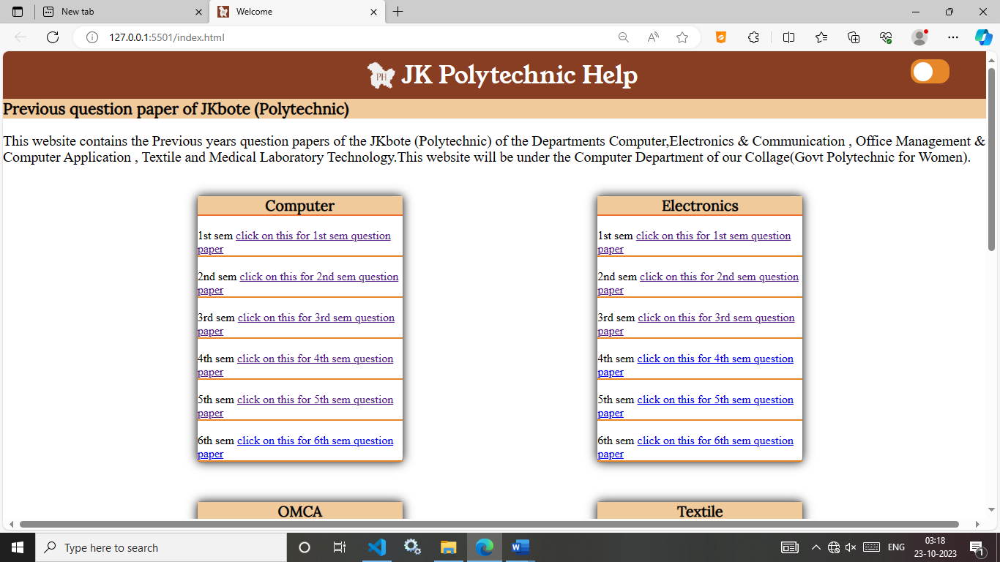 New tab
Welcome
127.0.0.1:5501/index.html
PH JK Polytechnic Help
Previous question paper of JKbote (Polytechnic)
This website contains the Previous years question papers of the JKbote (Polytechnic) of the Departments Computer,Electronics & Communication , Office Management &
Computer Application , Textile and Medical Laboratory Technology.This website will be under the Computer Department of our Collage(Govt Polytechnic for Women).
Computer
1st sem click on this for 1st sem question
paper
2nd sem click on this for 2nd sem question
paper
3rd sem click on this for 3rd sem question
paper
4th sem click on this for 4th sem question
paper
5th sem click on this for 5th sem question
paper
6th sem click on this for 6th sem question
paper
Electronics
1st sem click on this for 1st sem question
paper
2nd sem click on this for 2nd sem question
paper
3rd sem click on this for 3rd sem question
paper
4th sem click on this for 4th sem question
paper
5th sem click on this for 5th sem question
paper
6th sem click on this for 6th sem question
paper
OMCA
Textile
Type here to search
ENG
03:18
23-10-2023
1